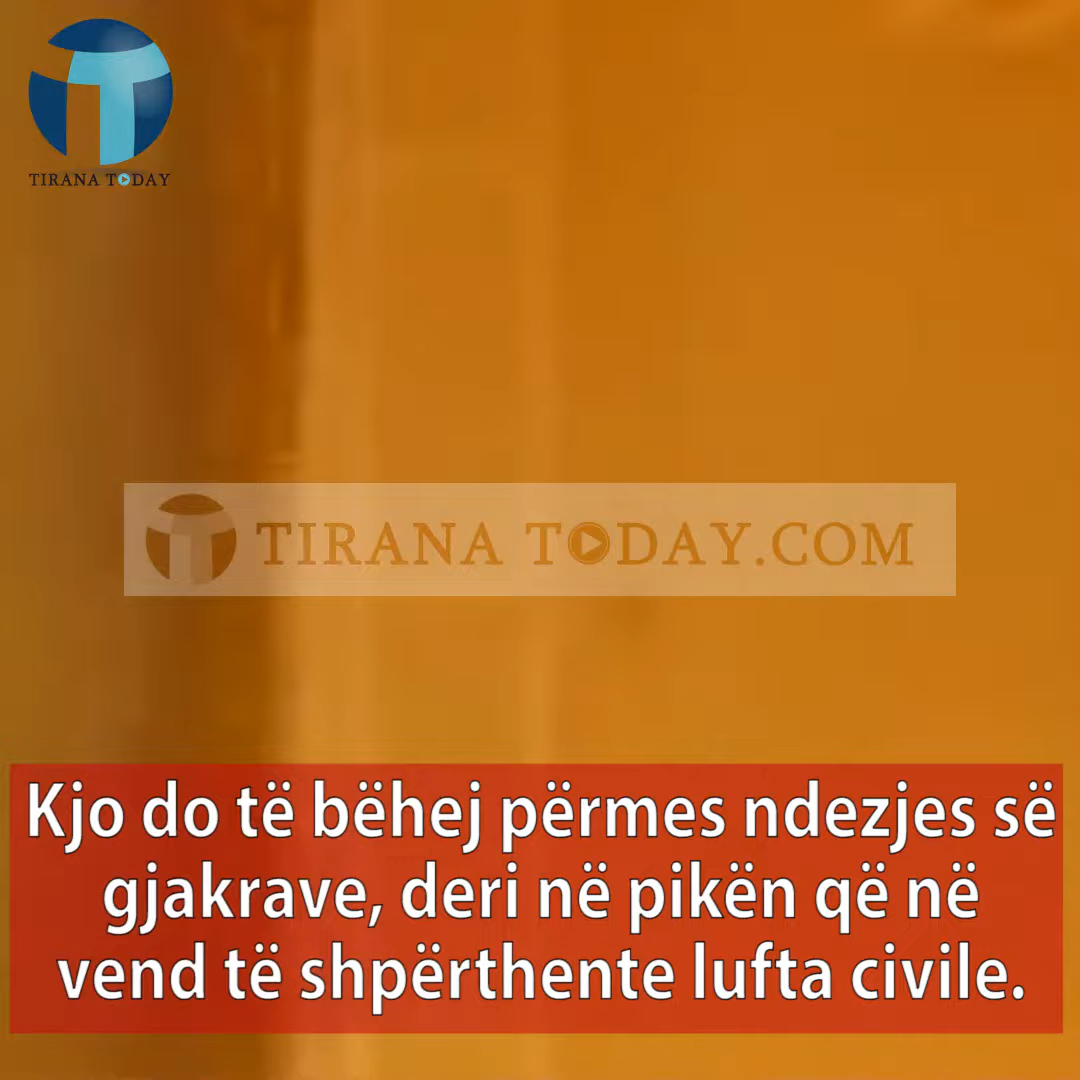 TIRANA TODAY
TIRANA TODAY.COM
Kjo do të bëhej përmes ndezjes së
gjakrave, deri në pikën që në
vend të shpërthente lufta civile.